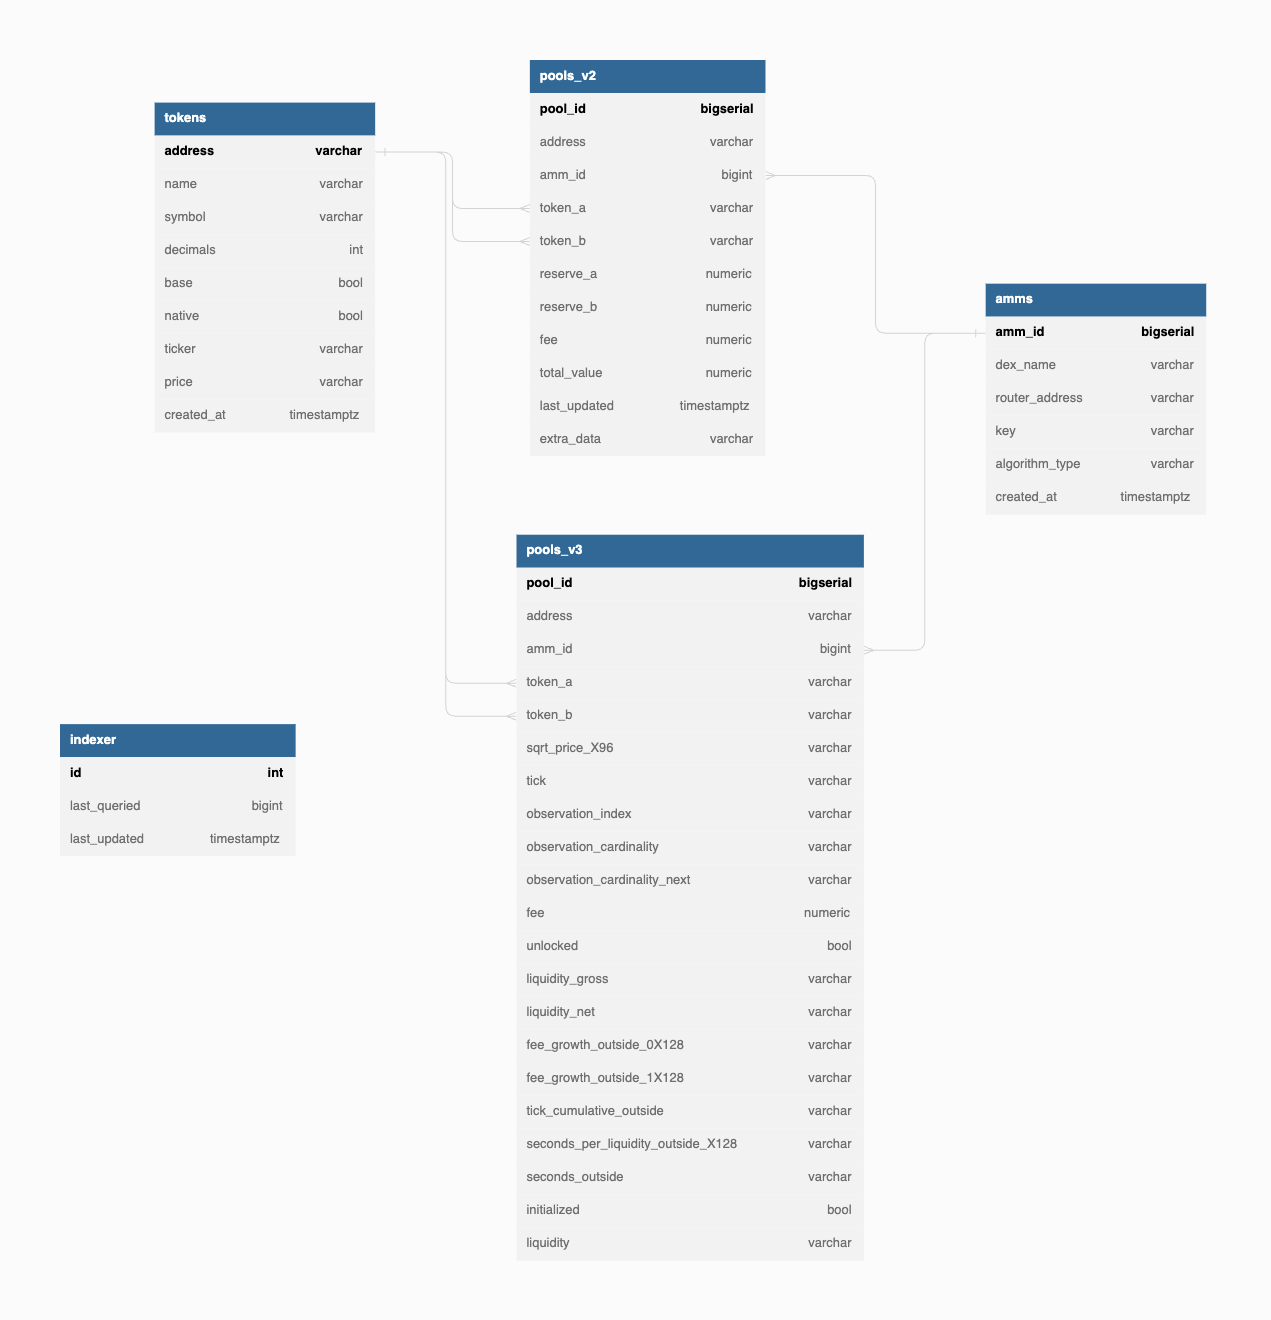 tokens
address varchar
name varchar
symbol varchar
decimals int
base bool
native bool
ticker varchar
price varchar
created_at timestamptz
pools_v2
pool_id bigserial
address varchar
amm_id bigint
token_a varchar
token_b varchar
reserve_a numeric
reserve_b numeric
fee numeric
total_value numeric
last_updated timestamptz
extra_data varchar
amms
amm_id bigserial
dex_name varchar
router_address varchar
key varchar
algorithm_type varchar
created_at timestamptz
pools_v3
pool_id bigserial
address varchar
amm_id bigint
token_a varchar
token_b varchar
sqrt_price_X96 varchar
tick varchar
observation_index varchar
observation_cardinality varchar
observation_cardinality_next varchar
fee numeric
unlocked bool
liquidity_gross varchar
liquidity_net varchar
fee_growth_outside_0X128 varchar
fee_growth_outside_1X128 varchar
tick_cumulative_outside varchar
seconds_per_liquidity_outside_X128 varchar
seconds_outside varchar
initialized bool
liquidity varchar
indexer
id int
last_queried bigint
last_updated timestamptz